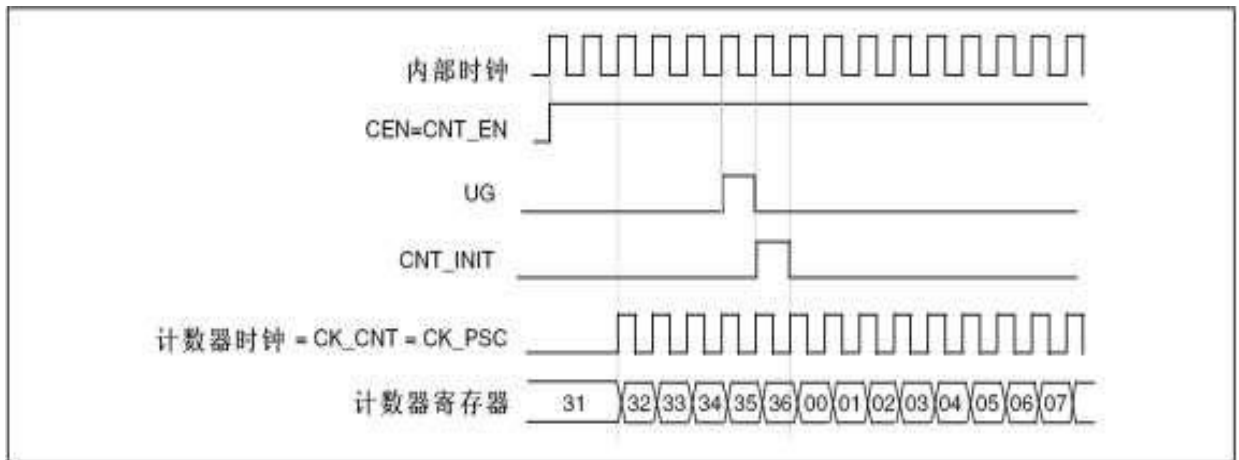 内部时钟
CEN=CNT_EN
UG
CNT_INIT
计数器时钟 = CK_CNT = CK_PSC
计数器寄存器 31 32 33 34 35 36 00 01 02 03 04 05 06 07